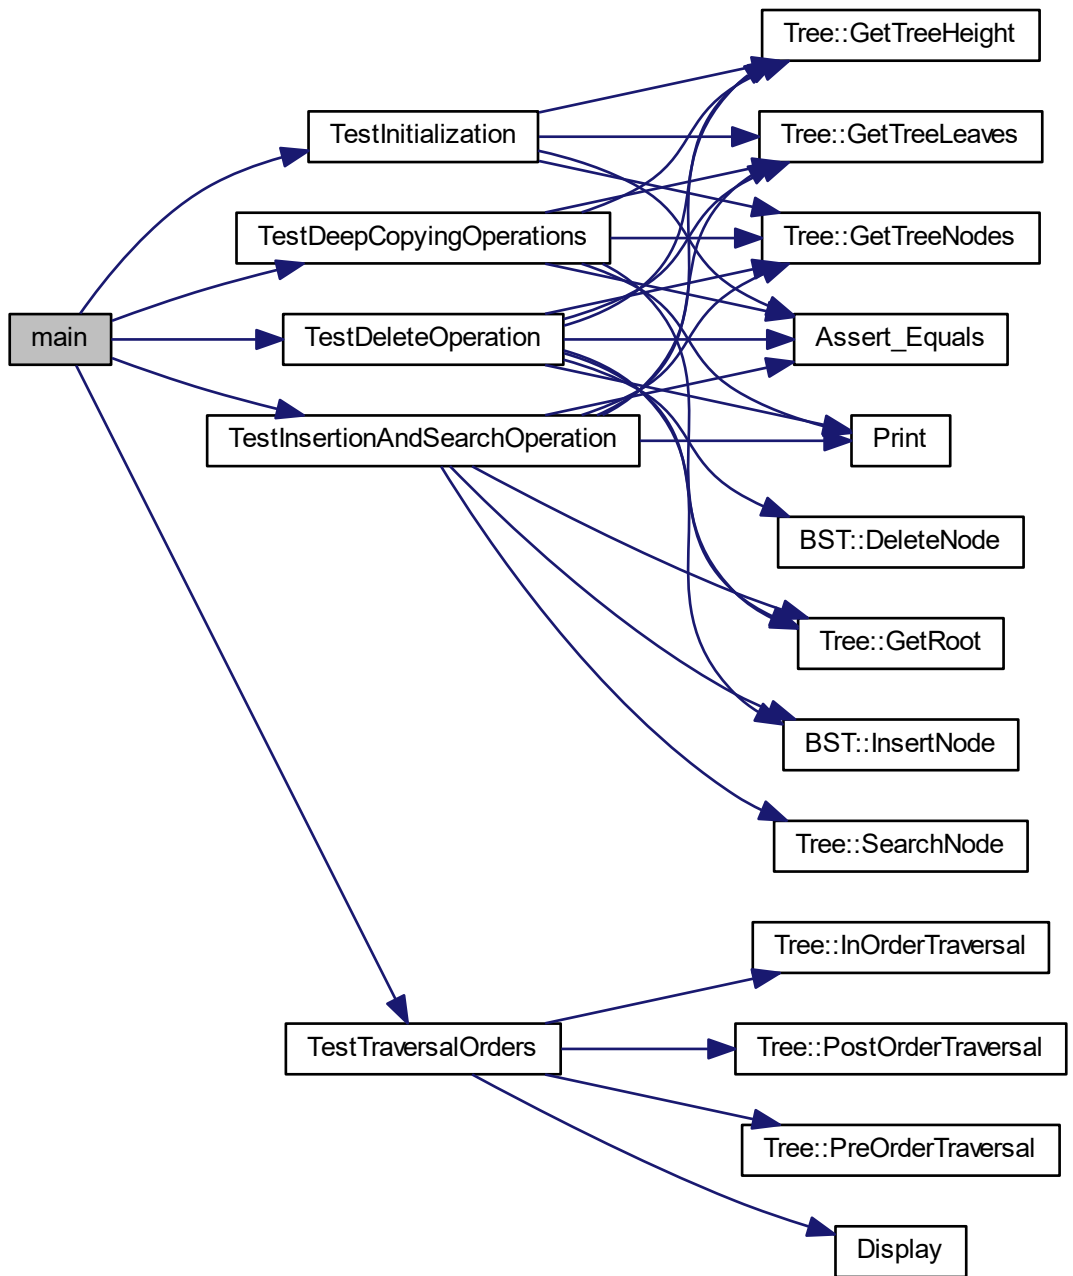 main
TestInitialization
TestDeepCopyingOperations
TestDeleteOperation
TestInsertionAndSearchOperation
TestTraversalOrders
Tree::GetTreeHeight
Tree::GetTreeLeaves
Tree::GetTreeNodes
Assert_Equals
Print
BST::DeleteNode
Tree::GetRoot
BST::InsertNode
Tree::SearchNode
Tree::InOrderTraversal
Tree::PostOrderTraversal
Tree::PreOrderTraversal
Display